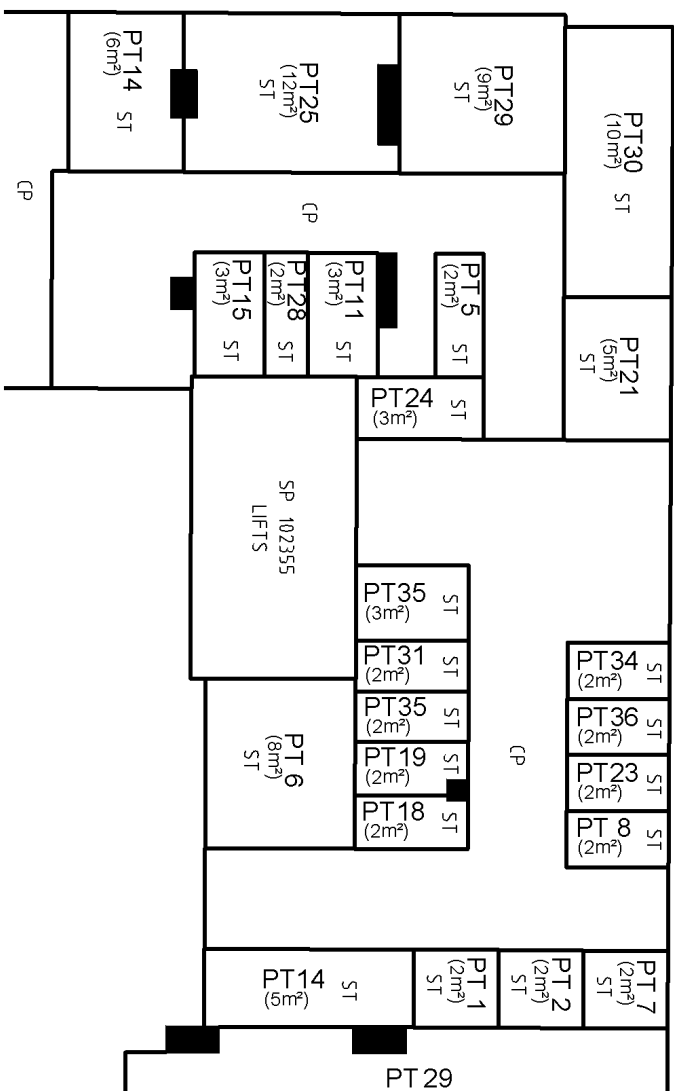 PT14
(6m²)
ST
PT25
(12m²)
ST
PT29
(9m²)
ST
PT30
(10m²)
ST
CP
CP
PT15
(3m²)
ST
PT28
(2m²)
ST
PT11
(3m²)
ST
PT 5
(2m²)
ST
PT21
(5m²)
ST
PT24
(3m²)
ST
SP 102355
LIFTS
PT35
(3m²)
ST
PT31
(2m²)
ST
PT35
(2m²)
ST
PT19
(2m²)
ST
PT18
(2m²)
ST
PT34
(2m²)
ST
PT36
(2m²)
ST
PT23
(2m²)
ST
PT 8
(2m²)
ST
CP
PT 6
(8m²)
ST
PT14
(5m²)
ST
PT 1
(2m²)
ST
PT 2
(2m²)
ST
PT 7
(2m²)
ST
PT 29